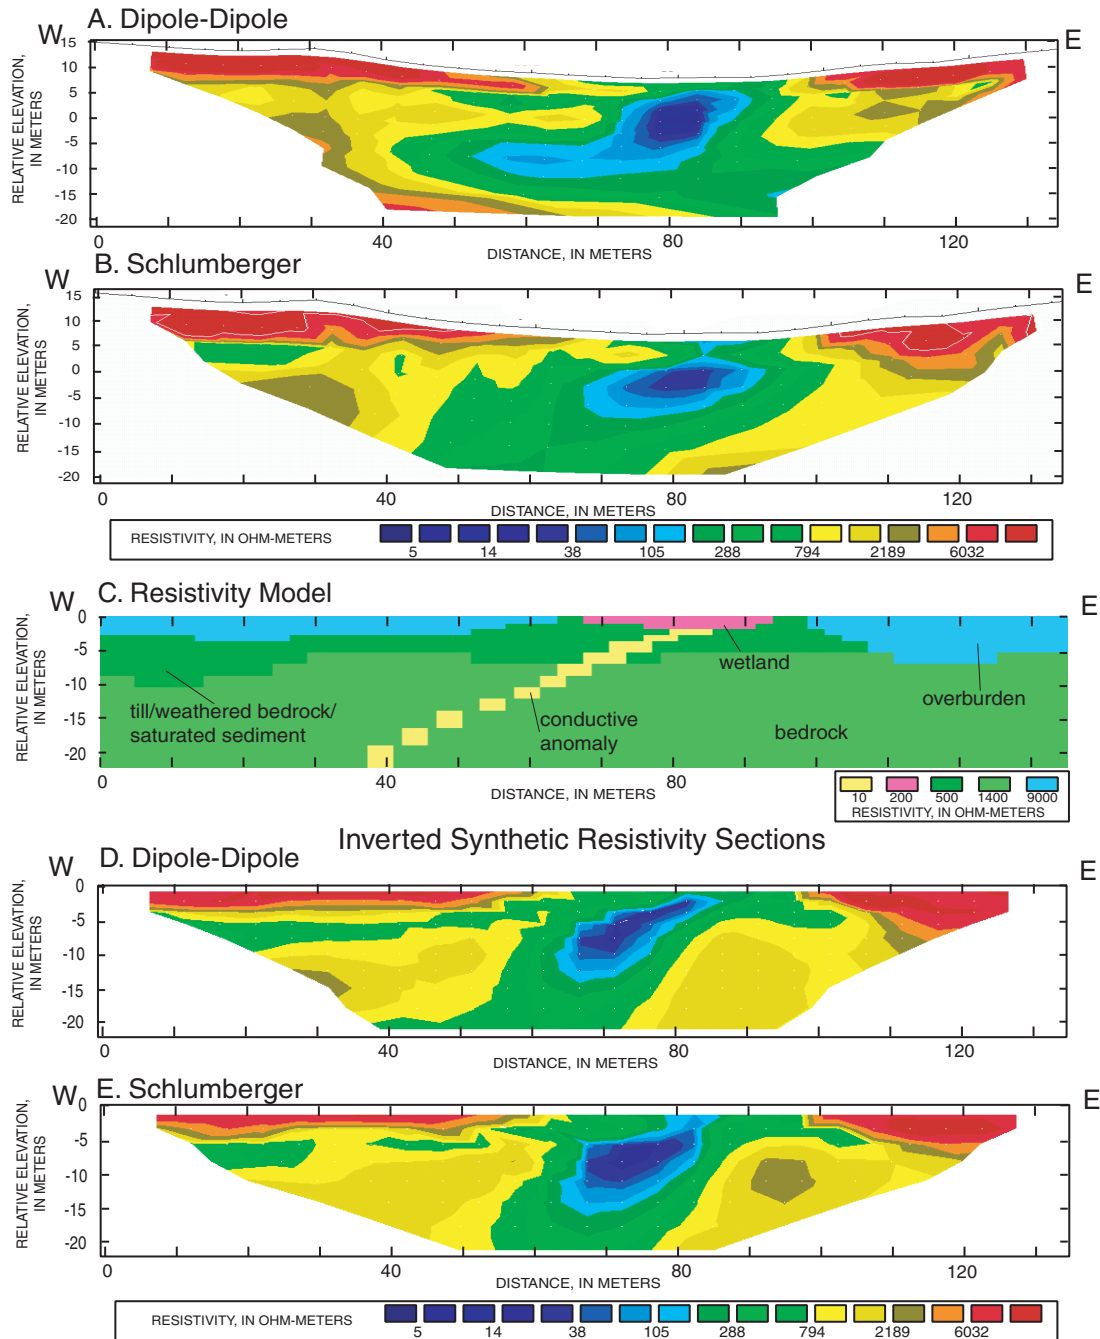 A. Dipole-Dipole
W
E
RELATIVE ELEVATION,
IN METERS
15
10
5
0
-5
-10
-15
-20
0
40
80
120
DISTANCE, IN METERS
B. Schlumberger
W
E
RELATIVE ELEVATION,
IN METERS
15
10
5
0
-5
-10
-15
-20
0
40
80
120
DISTANCE, IN METERS
RESISTIVITY, IN OHM-METERS
5 14 38 105 288 794 2189 6032
C. Resistivity Model
W
E
RELATIVE ELEVATION,
IN METERS
0
-5
-10
-15
-20
wetland
overburden
till/weathered bedrock/
saturated sediment
conductive
anomaly
bedrock
0
40
80
DISTANCE, IN METERS
10 200 500 1400 9000
RESISTIVITY, IN OHM-METERS
Inverted Synthetic Resistivity Sections
D. Dipole-Dipole
W
E
RELATIVE ELEVATION,
IN METERS
0
-5
-10
-15
-20
0
40
80
120
DISTANCE, IN METERS
E. Schlumberger
W
E
RELATIVE ELEVATION,
IN METERS
0
-5
-10
-15
-20
0
40
80
120
DISTANCE, IN METERS
RESISTIVITY, IN OHM-METERS
5 14 38 105 288 794 2189 6032